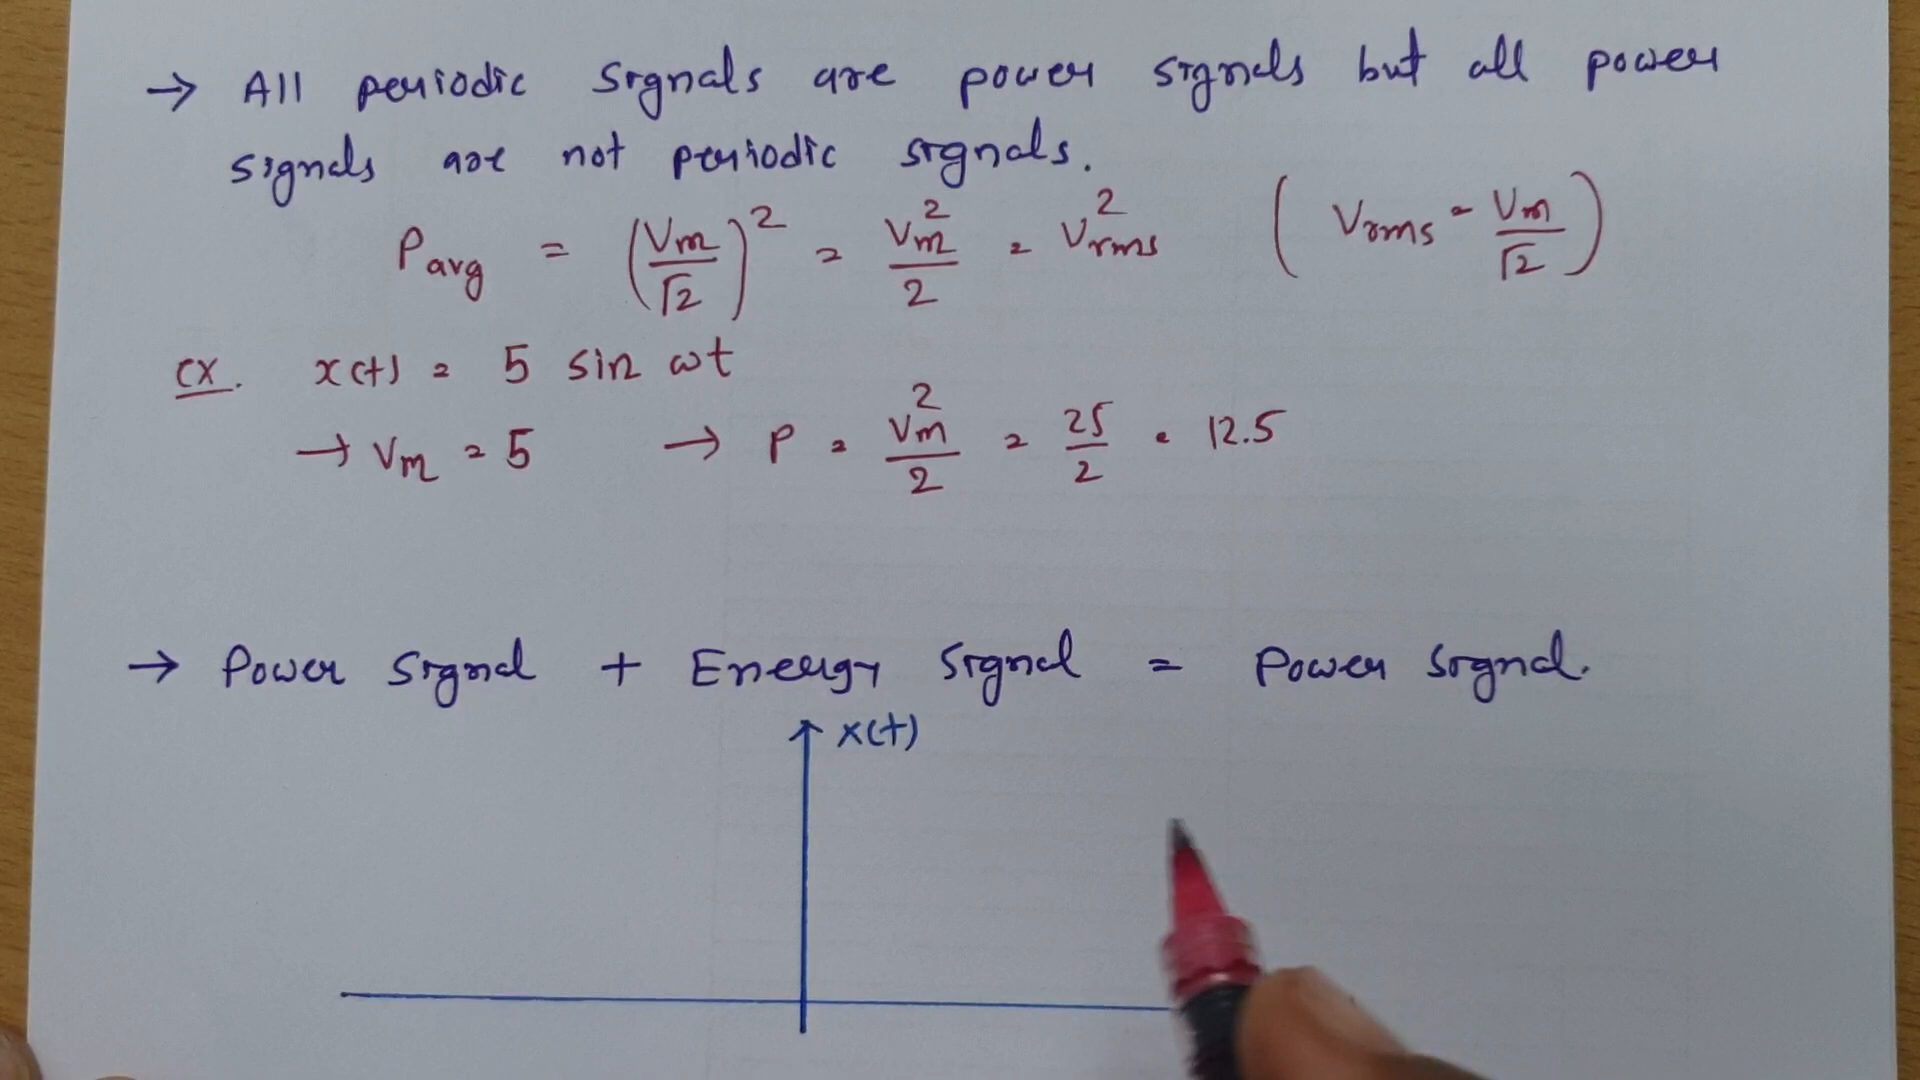 → All periodic signals are power signals but all power
signals are not periodic signals.
Pavg = (Vm/√2)² = Vm²/2 = Vrms² (Vrms = Vm/√2)
ex. x(t) = 5 sin ωt
→ Vm = 5 → P = Vm²/2 = 25/2 = 12.5
→ Power Signal + Energy Signal = Power Signal.
x(t)